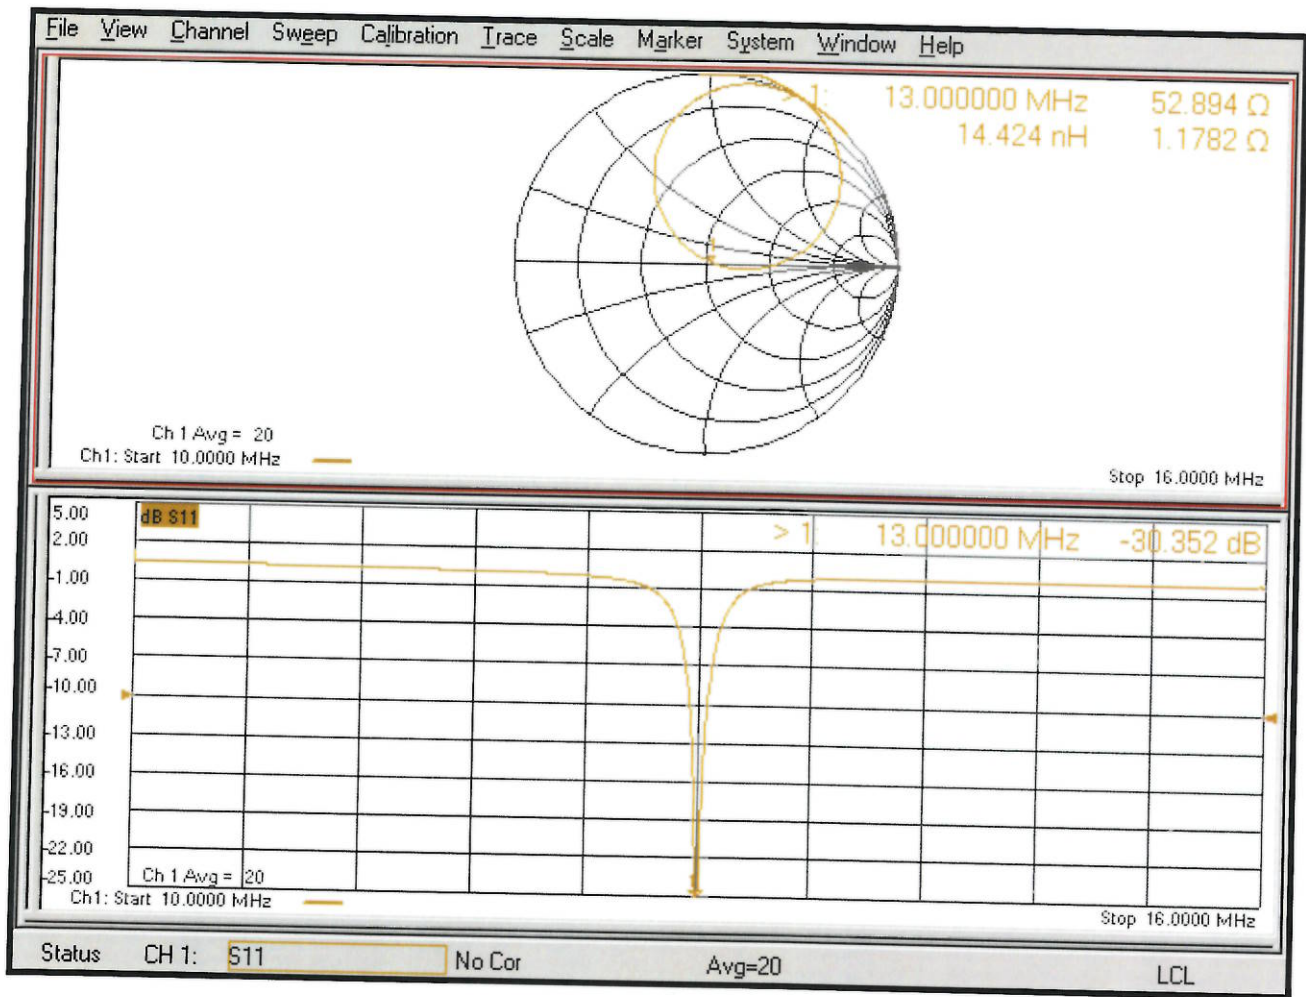 File View Channel Sweep Calibration Trace Scale Marker System Window Help
> 1: 13.000000 MHz 52.894 Ω
14.424 nH 1.1782 Ω
1
Ch 1 Avg = 20
Ch1: Start 10.0000 MHz
Stop 16.0000 MHz
5.00
dB S11
> 1: 13.000000 MHz -30.352 dB
2.00
-1.00
-4.00
-7.00
-10.00
-13.00
-16.00
-19.00
-22.00
-25.00
Ch 1 Avg = 20
1
Ch1: Start 10.0000 MHz
Stop 16.0000 MHz
Status CH 1: S11 No Cor Avg=20 LCL